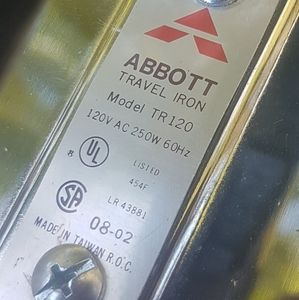 ABBOTT
TRAVEL IRON
Model TR120
120V AC 250W 60Hz
UL
LISTED
454F
SA
LR 43881
08-02
MADE IN TAIWAN R.O.C.